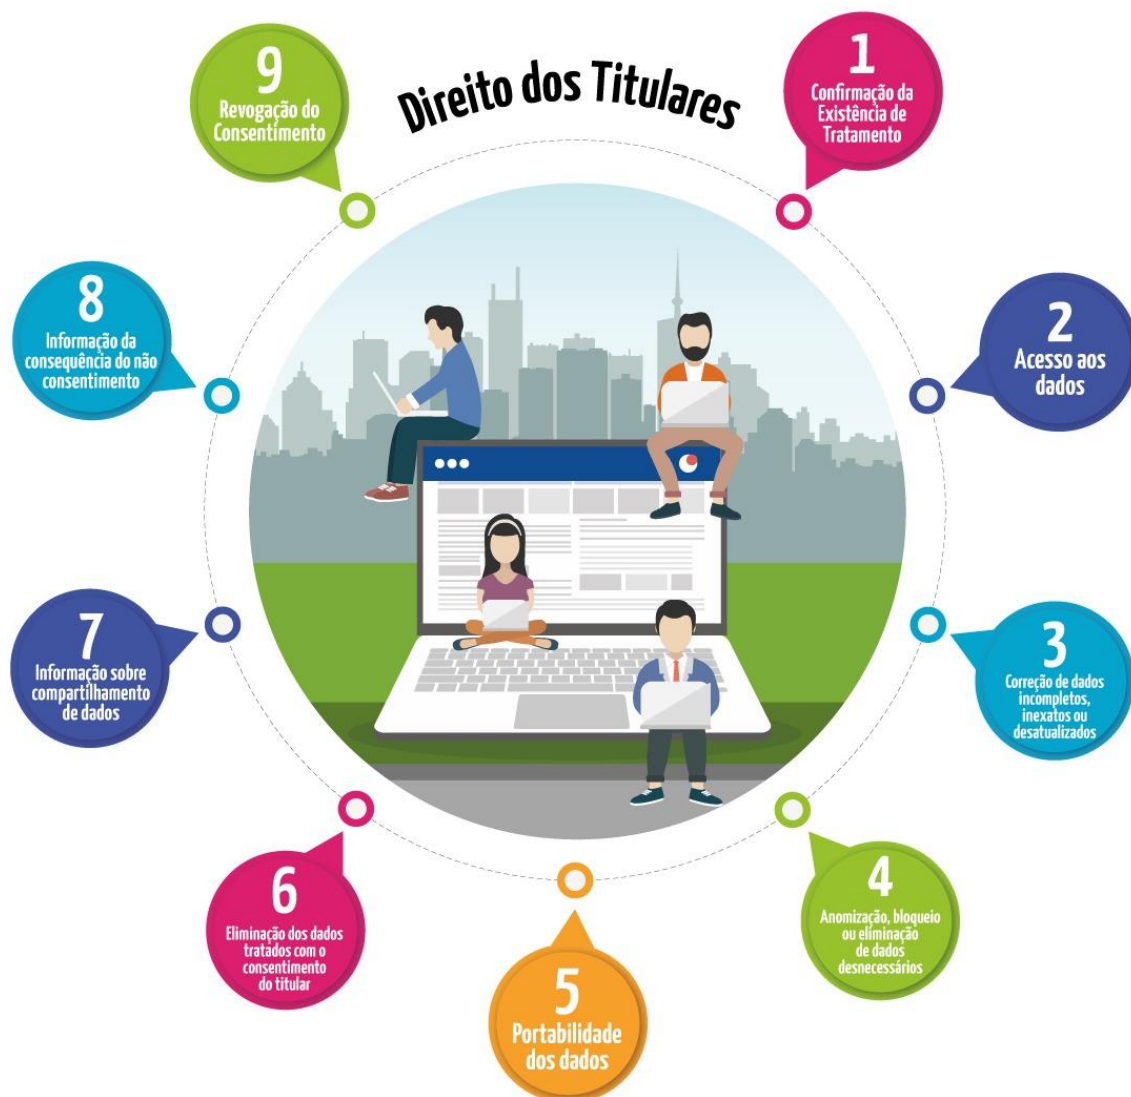 Direito dos Titulares
1
Confirmação da
Existência de
Tratamento
2
Acesso aos
dados
3
Correção de dados
incompletos,
inexatos ou
desatualizados
4
Anomização, bloqueio
ou eliminação
de dados
desnecessários
5
Portabilidade
dos dados
6
Eliminação dos dados
tratados com o
consentimento
do titular
7
Informação sobre
compartilhamento
de dados
8
Informação da
consequência do não
consentimento
9
Revogação do
Consentimento